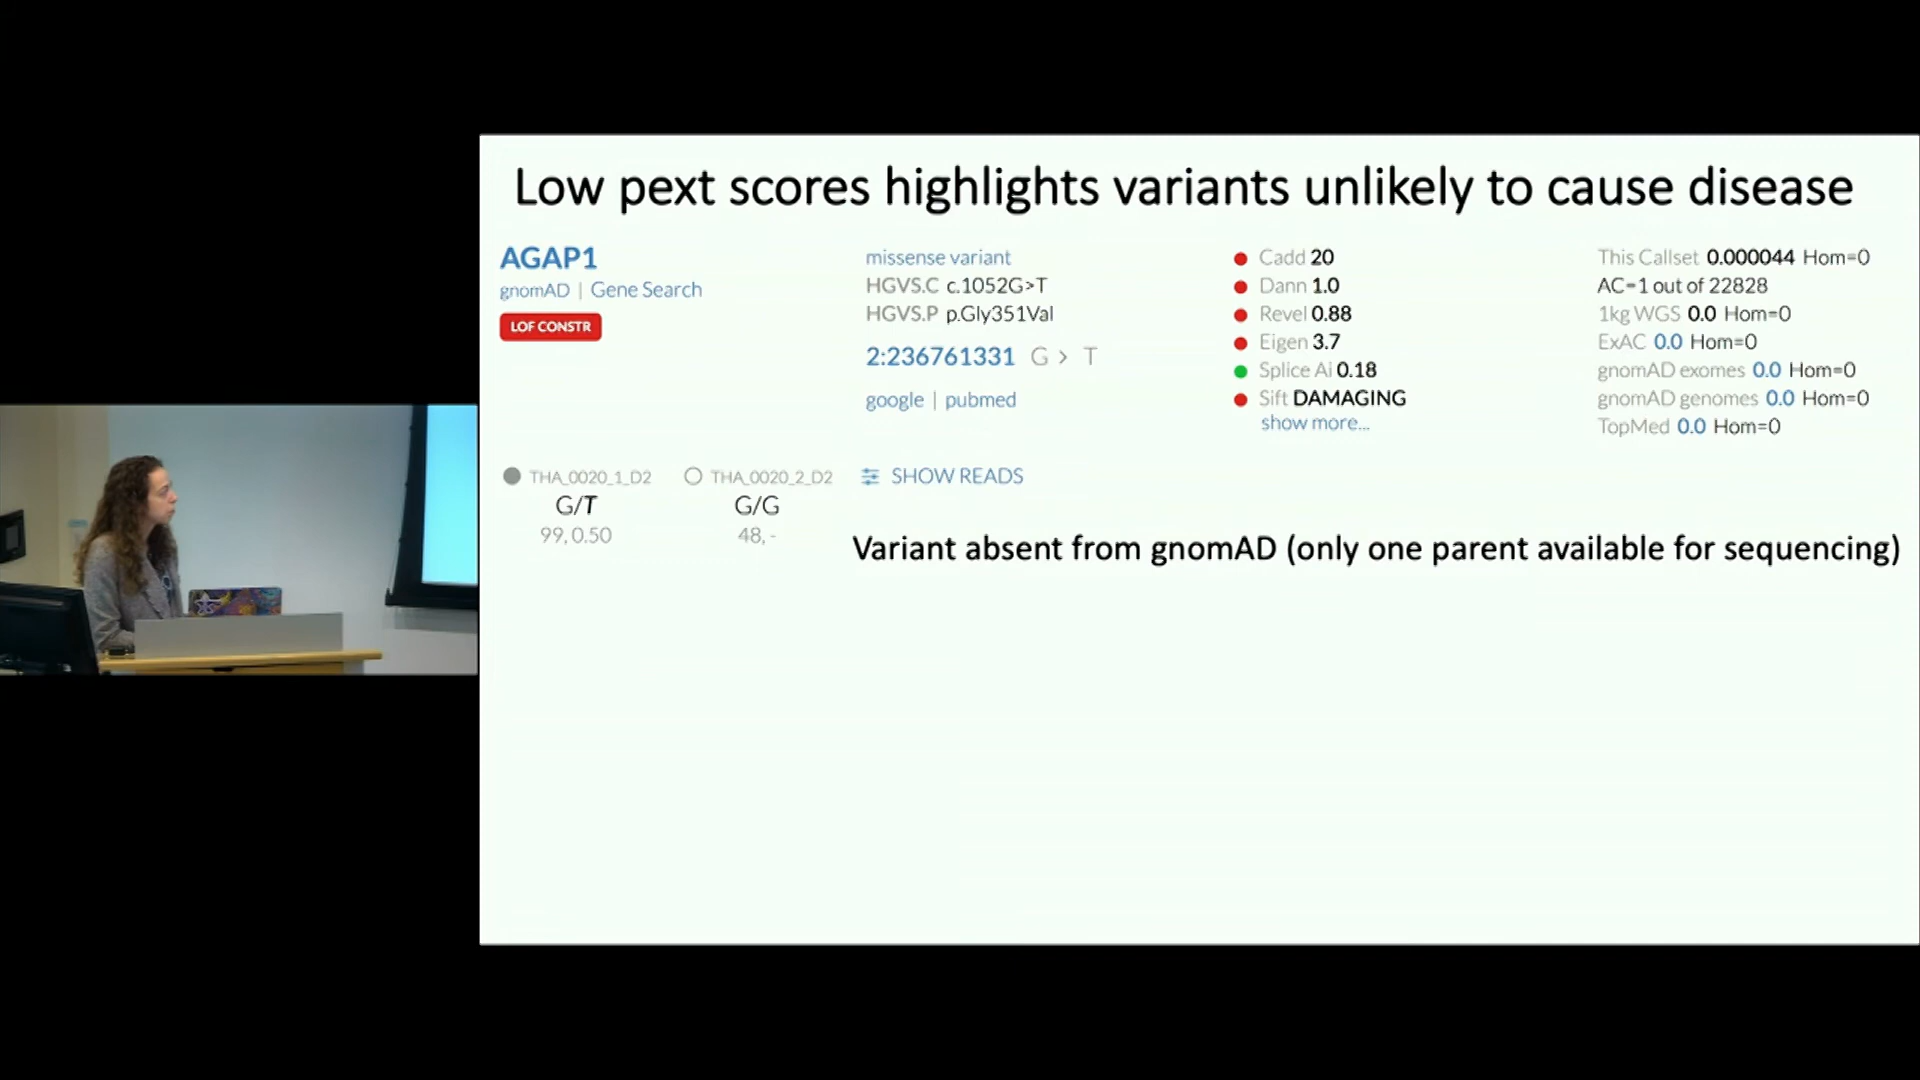 Low pext scores highlights variants unlikely to cause disease
AGAP1
gnomAD | Gene Search
LOF CONSTR
missense variant
HGVS.C c.1052G>T
HGVS.P p.Gly351Val
2:236761331 G > T
google | pubmed
Cadd 20
Dann 1.0
Revel 0.88
Eigen 3.7
Splice Ai 0.18
Sift DAMAGING
show more...
This Callset 0.000044 Hom=0
AC=1 out of 22828
1kg WGS 0.0 Hom=0
ExAC 0.0 Hom=0
gnomAD exomes 0.0 Hom=0
gnomAD genomes 0.0 Hom=0
TopMed 0.0 Hom=0
THA_0020_1_D2 THA_0020_2_D2 SHOW READS
G/T G/G
99, 0.50 48, -
Variant absent from gnomAD (only one parent available for sequencing)